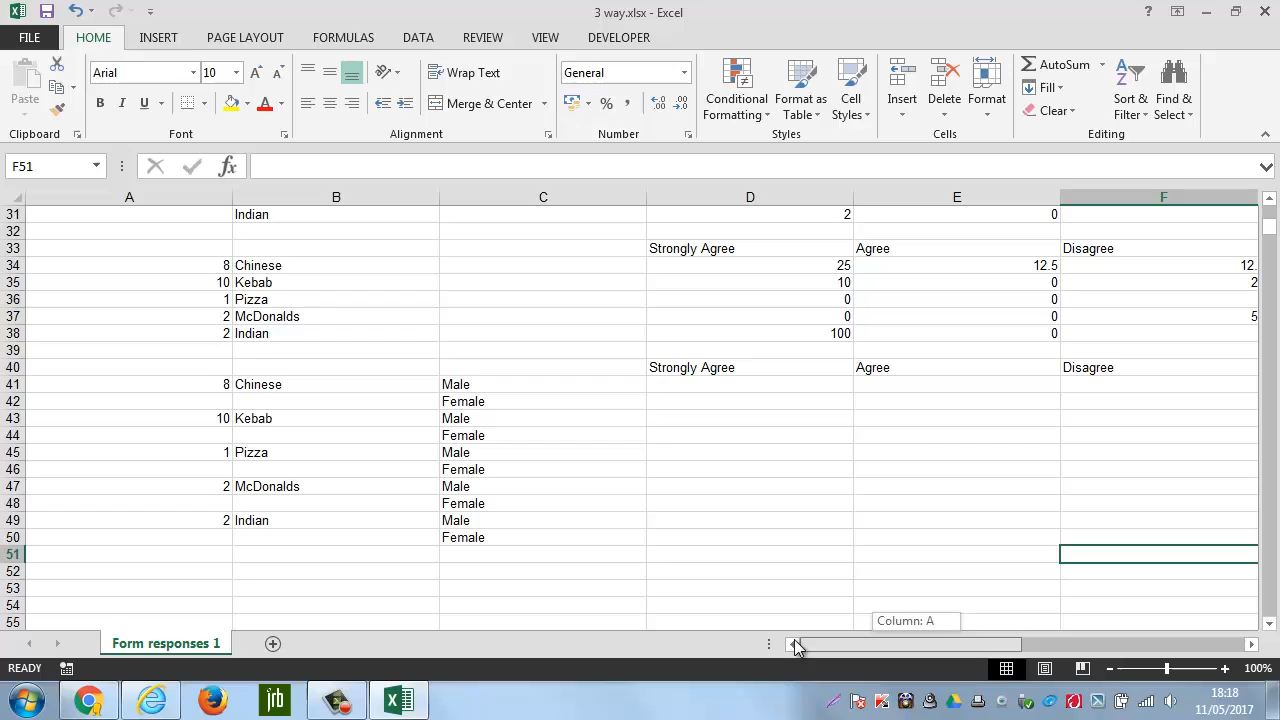 3 way.xlsx - Excel
FILE HOME INSERT PAGE LAYOUT FORMULAS DATA REVIEW VIEW DEVELOPER
Paste
Arial 10
B I U A
Wrap Text
Merge & Center
General
%
Conditional Formatting
Format as Table
Cell Styles
Insert Delete Format
AutoSum
Fill
Clear
Sort & Filter
Find & Select
Clipboard Font Alignment Number Styles Cells Editing
F51 fx
A B C D E F
31 Indian 2 0
32
33 Strongly Agree Agree Disagree
34 8 Chinese 25 12.5 12.
35 10 Kebab 10 0 2
36 1 Pizza 0 0
37 2 McDonalds 0 0 5
38 2 Indian 100 0
39
40 Strongly Agree Agree Disagree
41 8 Chinese Male
42 Female
43 10 Kebab Male
44 Female
45 1 Pizza Male
46 Female
47 2 McDonalds Male
48 Female
49 2 Indian Male
50 Female
51
52
53
54
55
Column: A
Form responses 1
READY 100%
jrb
18:18
11/05/2017